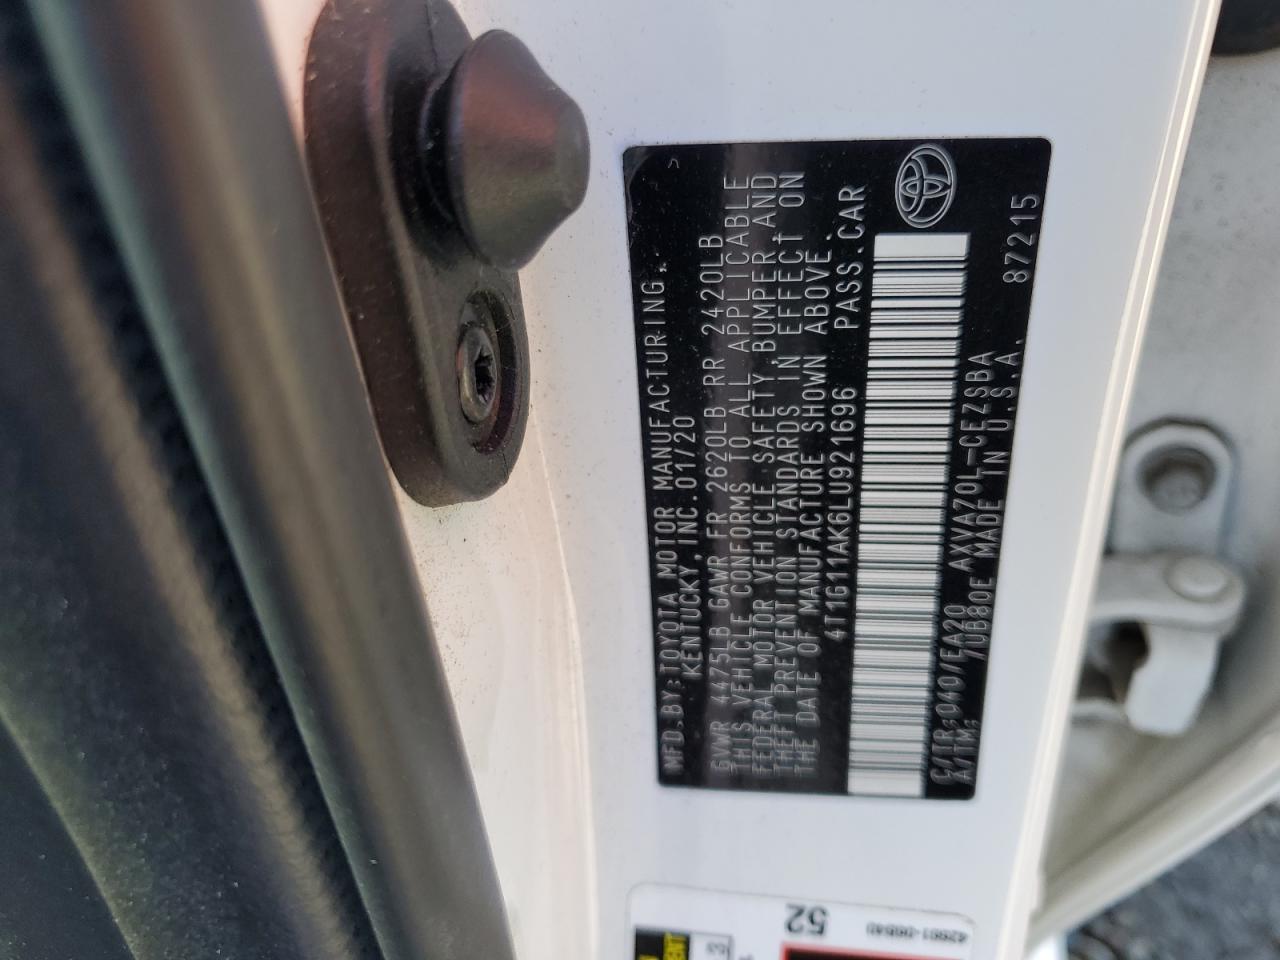 MFD.BY:TOYOTA MOTOR MANUFACTURING,
KENTUCKY, INC.01/20
GVWR 4475LB GAWR FR 2620LB RR 2420LB
THIS VEHICLE CONFORMS TO ALL APPLICABLE
FEDERAL MOTOR VEHICLE SAFETY,BUMPER,AND
THEFT PREVENTION STANDARDS IN EFFECT ON
THE DATE OF MANUFACTURE SHOWN ABOVE.
4T1G11AK6LU921696 PASS.CAR
C/TR:040/EA20 AXVA70L-CEZSBA
A/TM: /UB80E MADE IN U.S.A. 87215
52